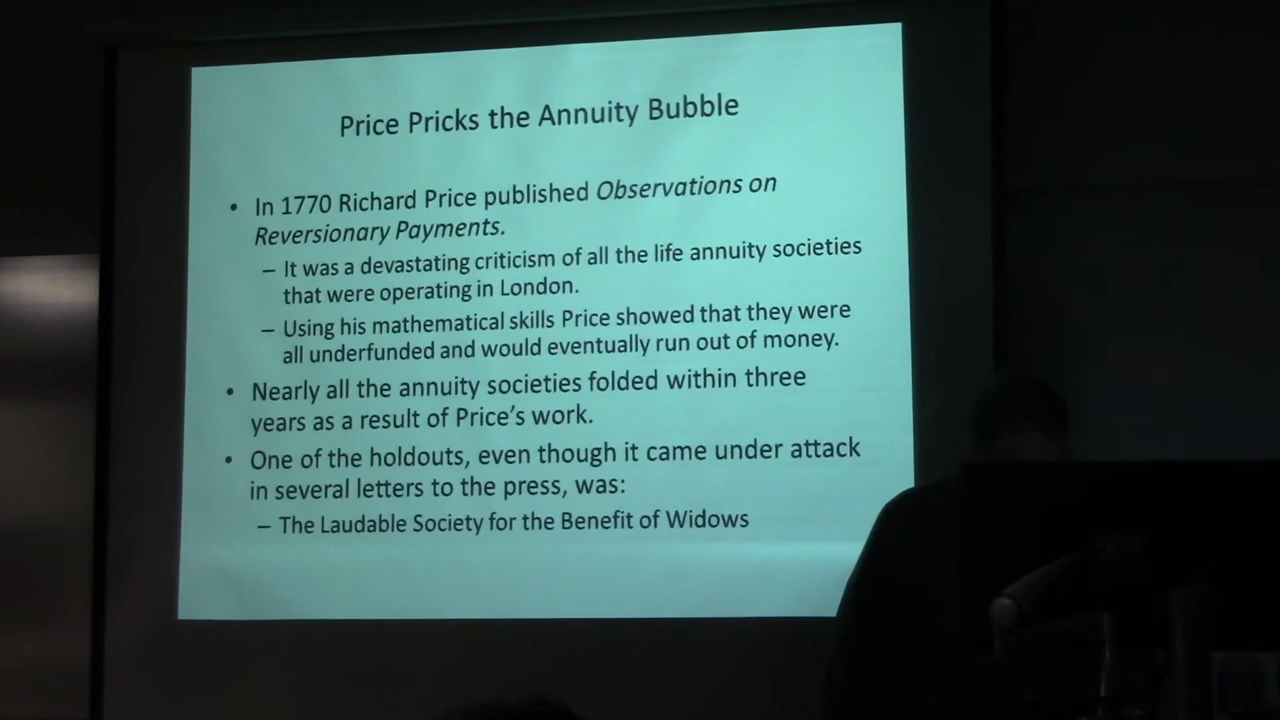 Price Pricks the Annuity Bubble
• In 1770 Richard Price published Observations on
Reversionary Payments.
– It was a devastating criticism of all the life annuity societies
that were operating in London.
– Using his mathematical skills Price showed that they were
all underfunded and would eventually run out of money.
• Nearly all the annuity societies folded within three
years as a result of Price's work.
• One of the holdouts, even though it came under attack
in several letters to the press, was:
– The Laudable Society for the Benefit of Widows